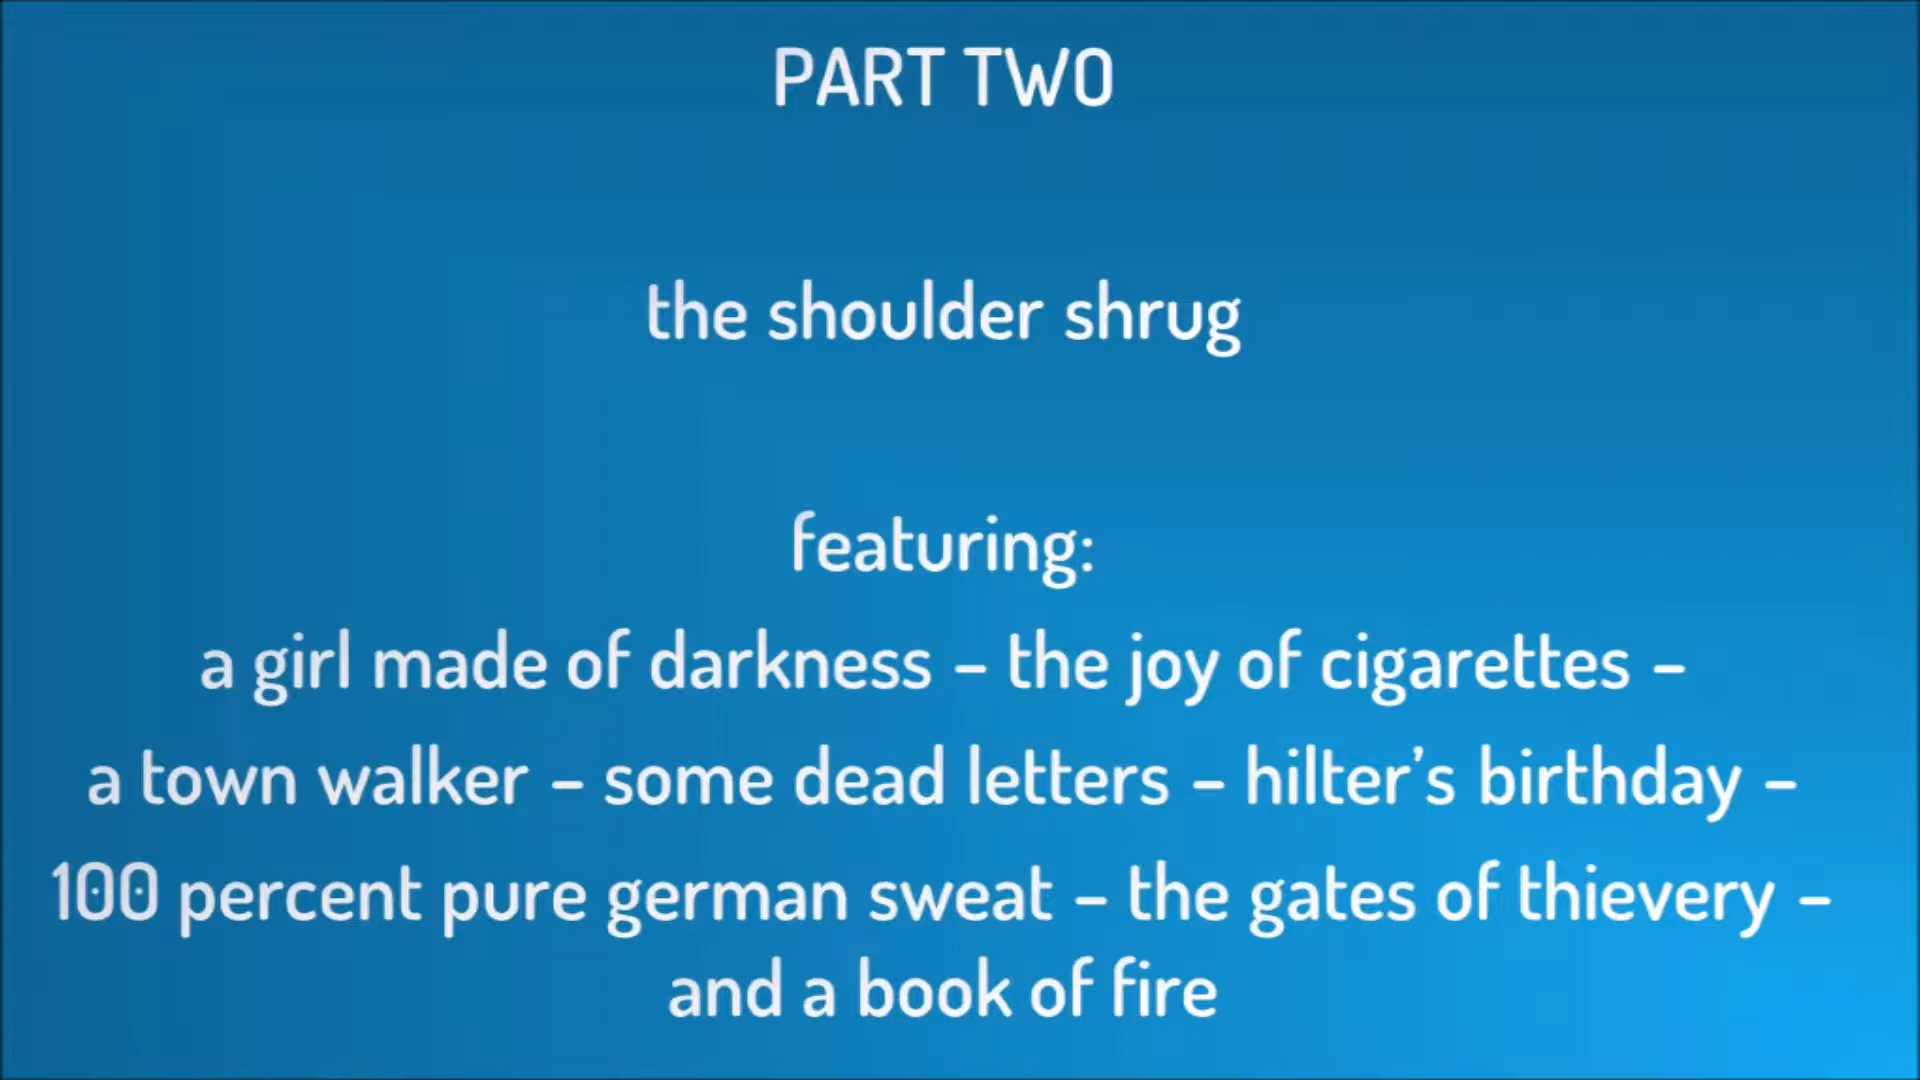 PART TWO
the shoulder shrug
featuring:
a girl made of darkness – the joy of cigarettes –
a town walker – some dead letters – hilter’s birthday –
100 percent pure german sweat – the gates of thievery –
and a book of fire